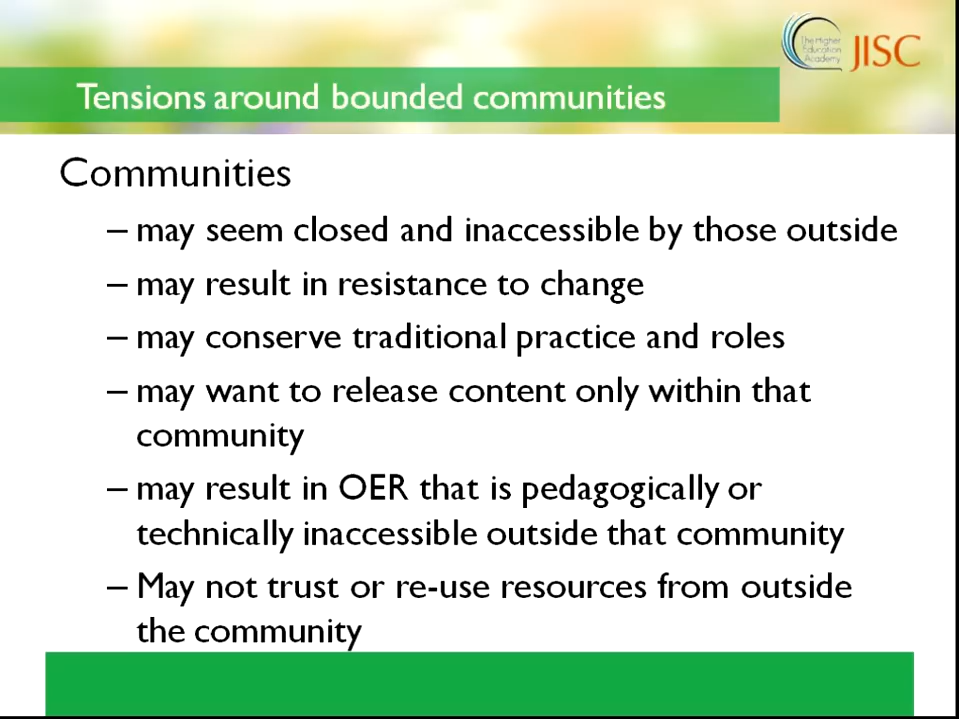 The Higher
Education
Academy
JISC
Tensions around bounded communities
Communities
– may seem closed and inaccessible by those outside
– may result in resistance to change
– may conserve traditional practice and roles
– may want to release content only within that
community
– may result in OER that is pedagogically or
technically inaccessible outside that community
– May not trust or re-use resources from outside
the community